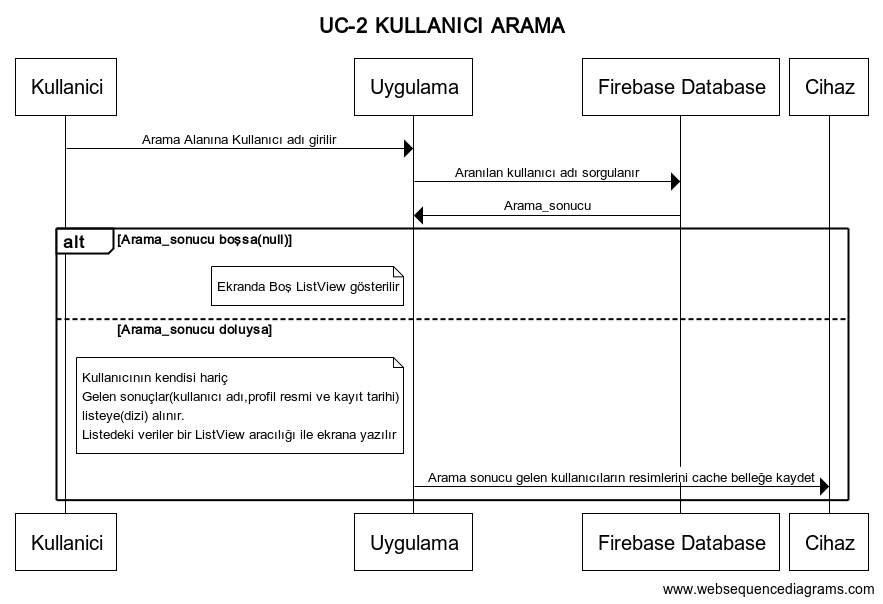 UC-2 KULLANICI ARAMA
Kullanici
Uygulama
Firebase Database
Cihaz
Arama Alanına Kullanıcı adı girilir
Aranılan kullanıcı adı sorgulanır
Arama_sonucu
alt
[Arama_sonucu boşsa(null)]
Ekranda Boş ListView gösterilir
[Arama_sonucu doluysa]
Kullanıcının kendisi hariç
Gelen sonuçlar(kullanıcı adı,profil resmi ve kayıt tarihi)
listeye(dizi) alınır.
Listedeki veriler bir ListView aracılığı ile ekrana yazılır
Arama sonucu gelen kullanıcıların resimlerini cache belleğe kaydet
Kullanici
Uygulama
Firebase Database
Cihaz
www.websequencediagrams.com